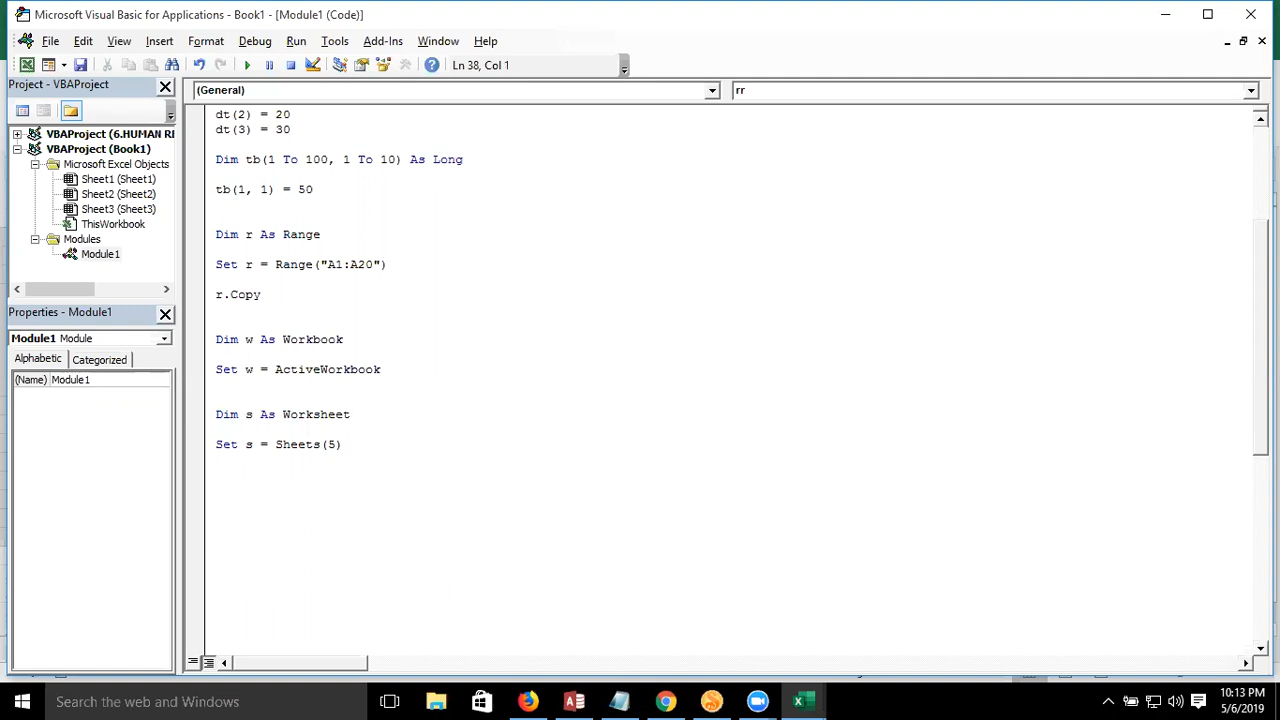 Microsoft Visual Basic for Applications - Book1 - [Module1 (Code)]
File Edit View Insert Format Debug Run Tools Add-Ins Window Help
Ln 38, Col 1
Project - VBAProject
(General)
rr
VBAProject (6.HUMAN RE
VBAProject (Book1)
Microsoft Excel Objects
Sheet1 (Sheet1)
Sheet2 (Sheet2)
Sheet3 (Sheet3)
ThisWorkbook
Modules
Module1
Properties - Module1
Module1 Module
Alphabetic Categorized
(Name) Module1
dt(2) = 20
dt(3) = 30
Dim tb(1 To 100, 1 To 10) As Long
tb(1, 1) = 50
Dim r As Range
Set r = Range("A1:A20")
r.Copy
Dim w As Workbook
Set w = ActiveWorkbook
Dim s As Worksheet
Set s = Sheets(5)
Search the web and Windows
10:13 PM
5/6/2019